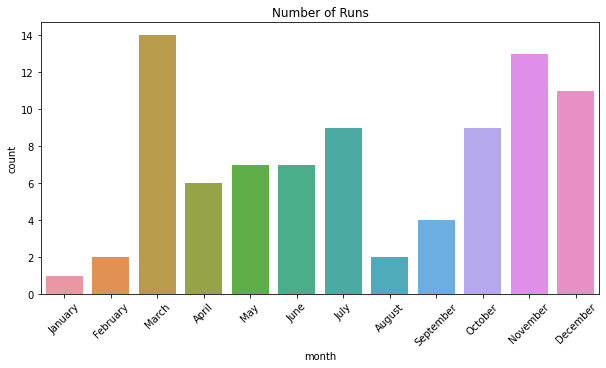 Number of Runs
count
14
12
10
8
6
4
2
0
January
February
March
April
May
June
July
August
September
October
November
December
month